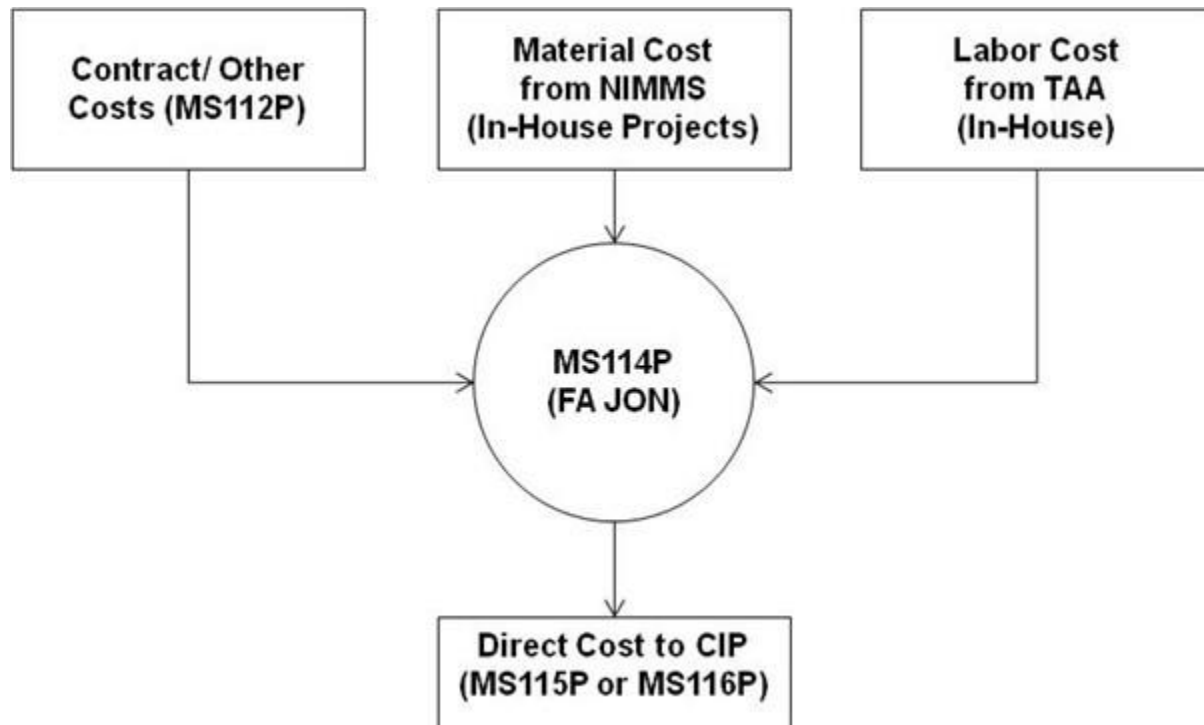 Contract/ Other
Costs (MS112P)
Material Cost
from NIMMS
(In-House Projects)
Labor Cost
from TAA
(In-House)
MS114P
(FA JON)
Direct Cost to CIP
(MS115P or MS116P)